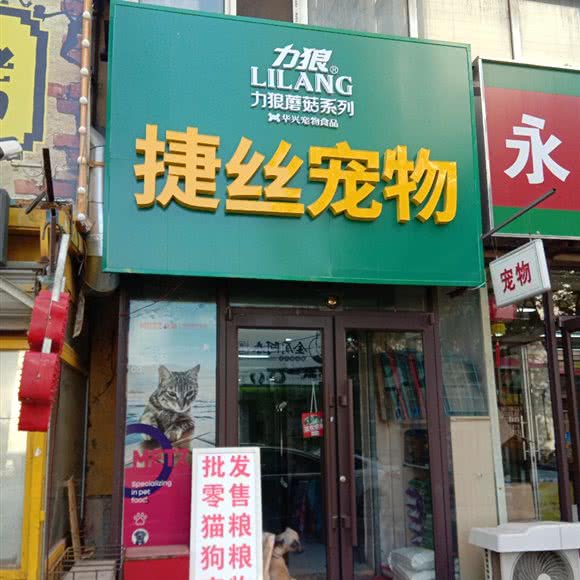 力狼®
LILANG
力狼蘑菇系列
华兴宠物食品
捷丝宠物
永
宠物
Specializing
in pet
food
批发
零售
猫粮
狗粮